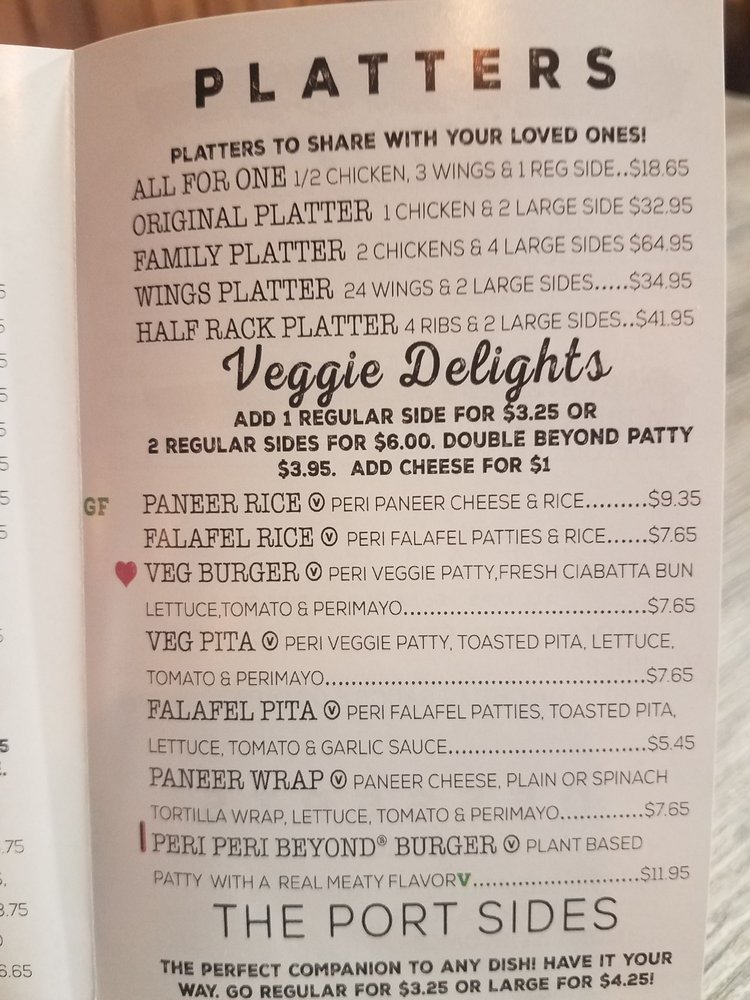 PLATTERS
PLATTERS TO SHARE WITH YOUR LOVED ONES!
ALL FOR ONE 1/2 CHICKEN, 3 WINGS & 1 REG SIDE..$18.65
ORIGINAL PLATTER 1 CHICKEN & 2 LARGE SIDE $32.95
FAMILY PLATTER 2 CHICKENS & 4 LARGE SIDES $64.95
WINGS PLATTER 24 WINGS & 2 LARGE SIDES.....$34.95
HALF RACK PLATTER 4 RIBS & 2 LARGE SIDES..$41.95
Veggie Delights
ADD 1 REGULAR SIDE FOR $3.25 OR
2 REGULAR SIDES FOR $6.00. DOUBLE BEYOND PATTY
$3.95. ADD CHEESE FOR $1
GF PANEER RICE Ⓥ PERI PANEER CHEESE & RICE.........$9.35
FALAFEL RICE Ⓥ PERI FALAFEL PATTIES & RICE......$7.65
VEG BURGER Ⓥ PERI VEGGIE PATTY,FRESH CIABATTA BUN
LETTUCE,TOMATO & PERIMAYO....................................$7.65
VEG PITA Ⓥ PERI VEGGIE PATTY, TOASTED PITA, LETTUCE,
TOMATO & PERIMAYO................................................$7.65
FALAFEL PITA Ⓥ PERI FALAFEL PATTIES, TOASTED PITA,
LETTUCE, TOMATO & GARLIC SAUCE.............................$5.45
PANEER WRAP Ⓥ PANEER CHEESE, PLAIN OR SPINACH
TORTILLA WRAP, LETTUCE, TOMATO & PERIMAYO.............$7.65
PERI PERI BEYOND® BURGER Ⓥ PLANT BASED
PATTY WITH A REAL MEATY FLAVOR V.........................$11.95
THE PORT SIDES
THE PERFECT COMPANION TO ANY DISH! HAVE IT YOUR
WAY. GO REGULAR FOR $3.25 OR LARGE FOR $4.25!